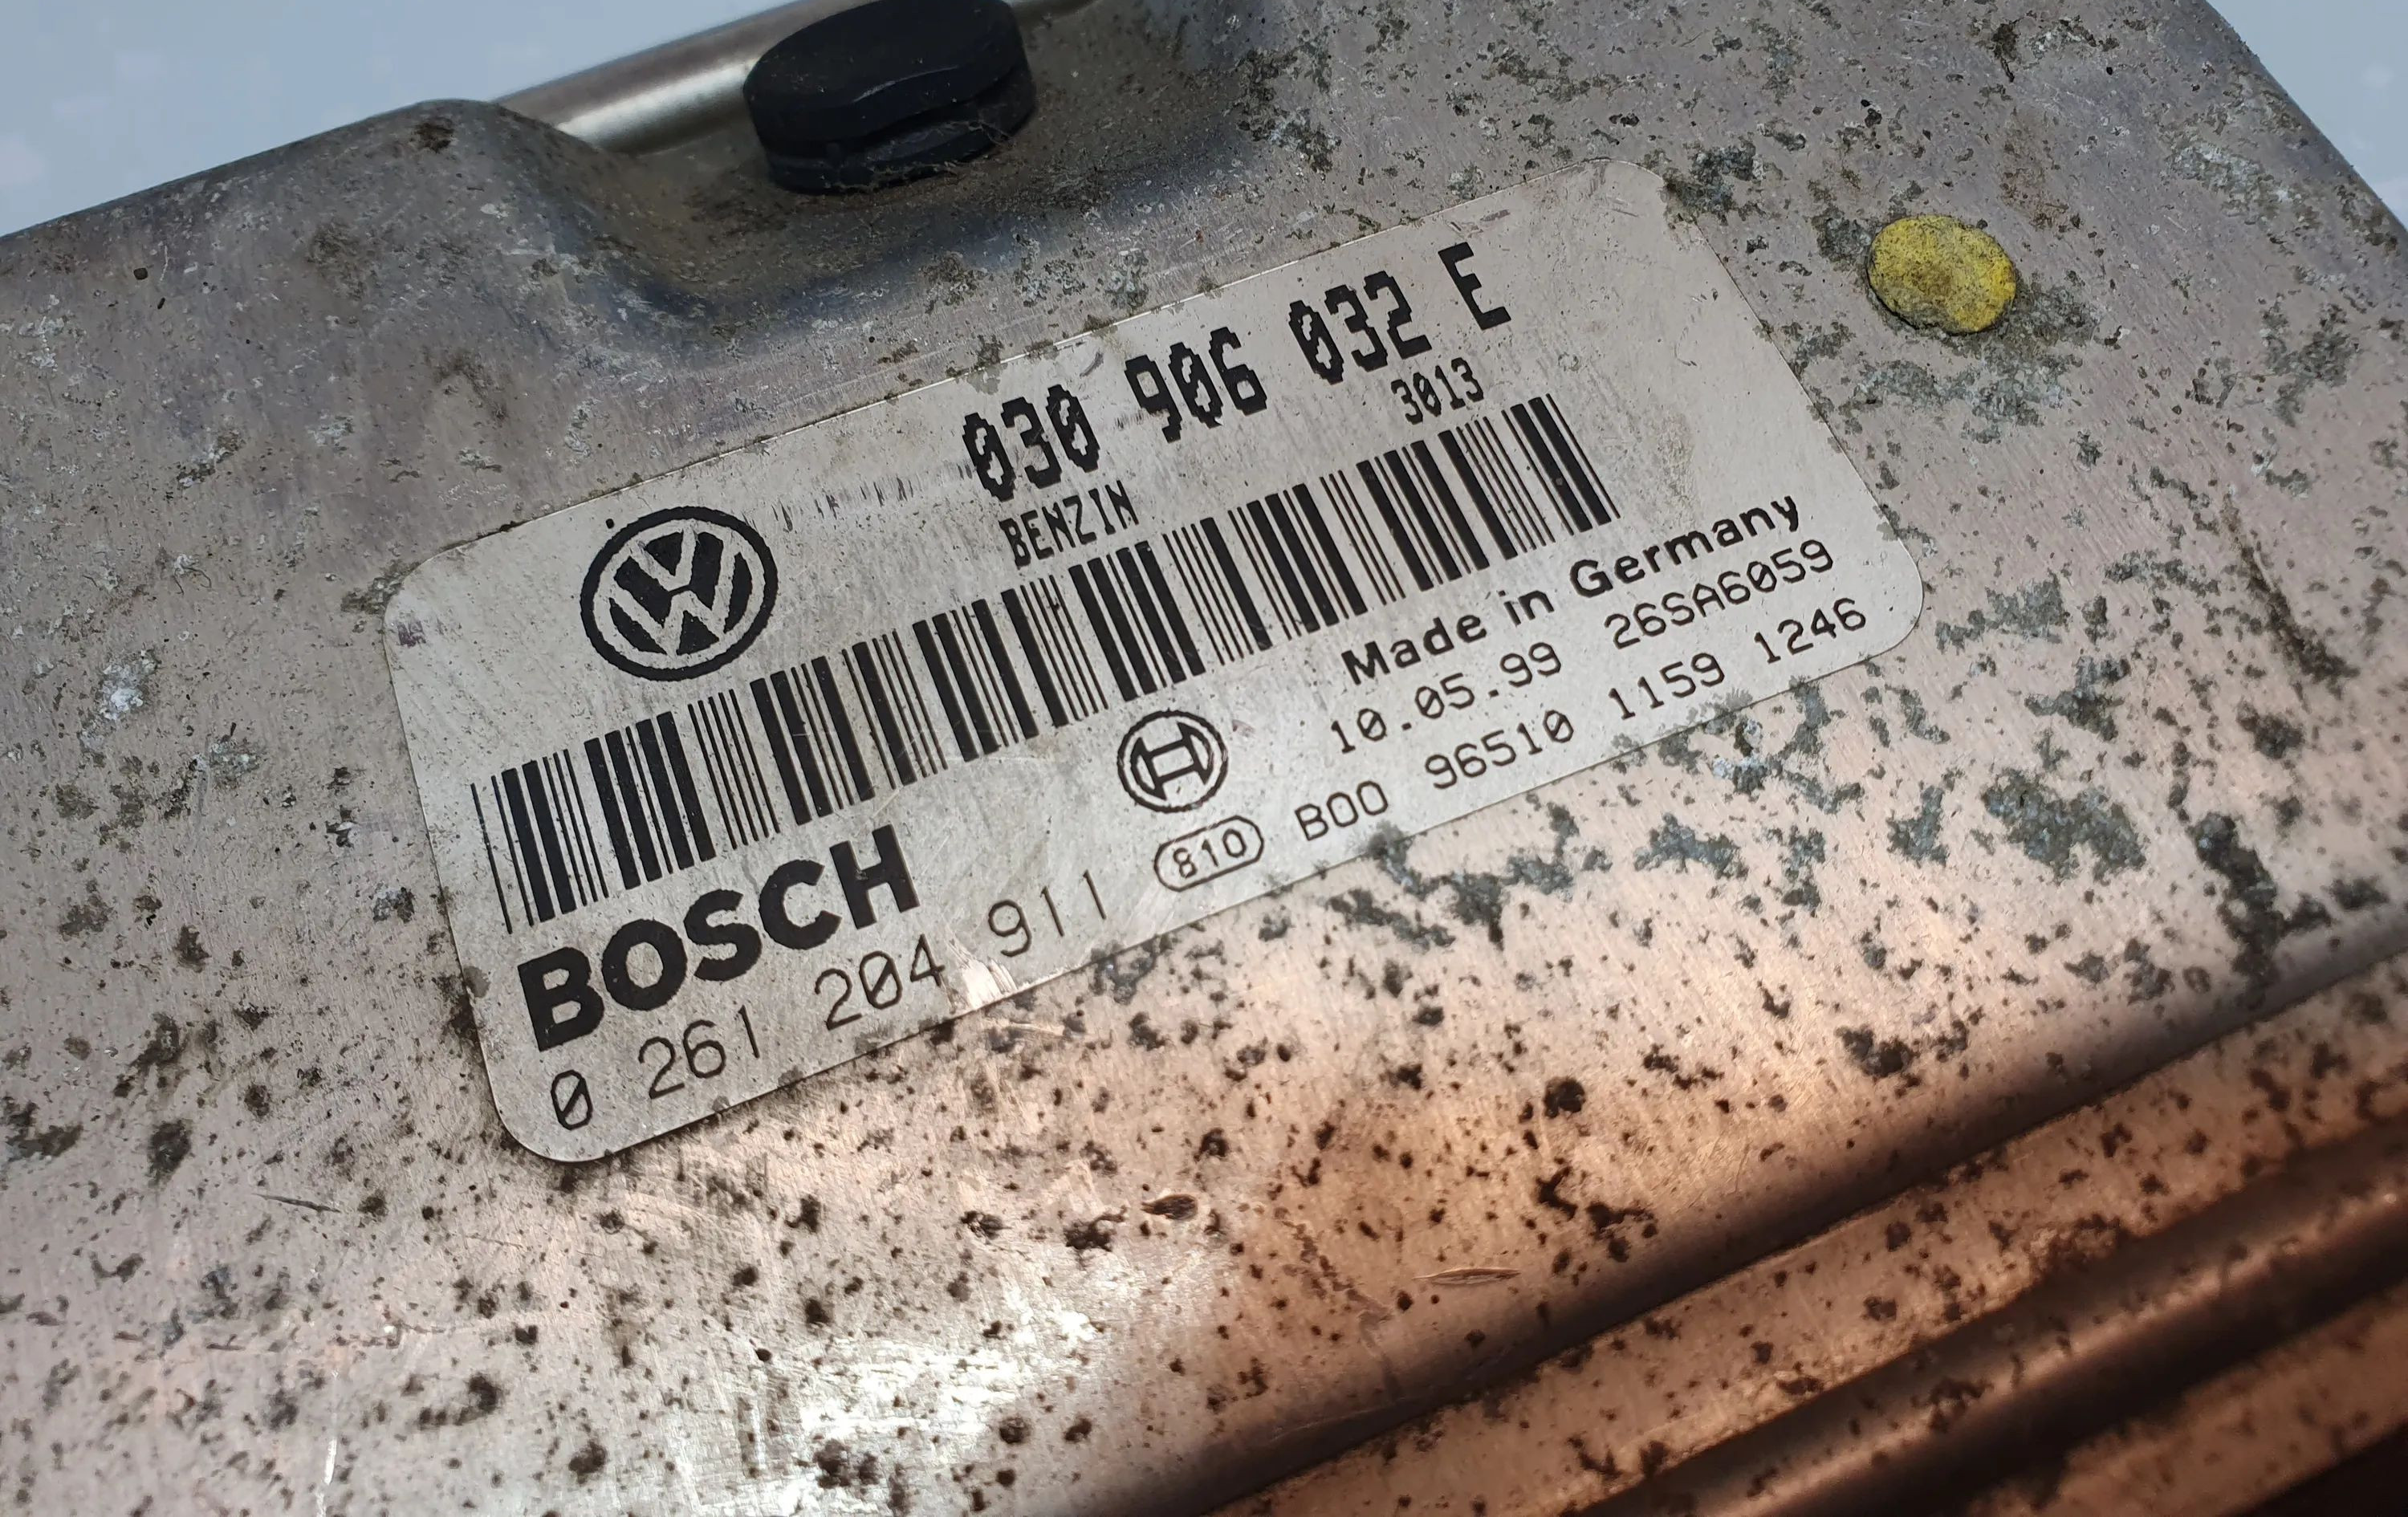 030 906 032 E
BENZIN 3013
Made in Germany
BOSCH 10.05.99 26SA6059
0 261 204 911 810 B00 96510 1159 1246